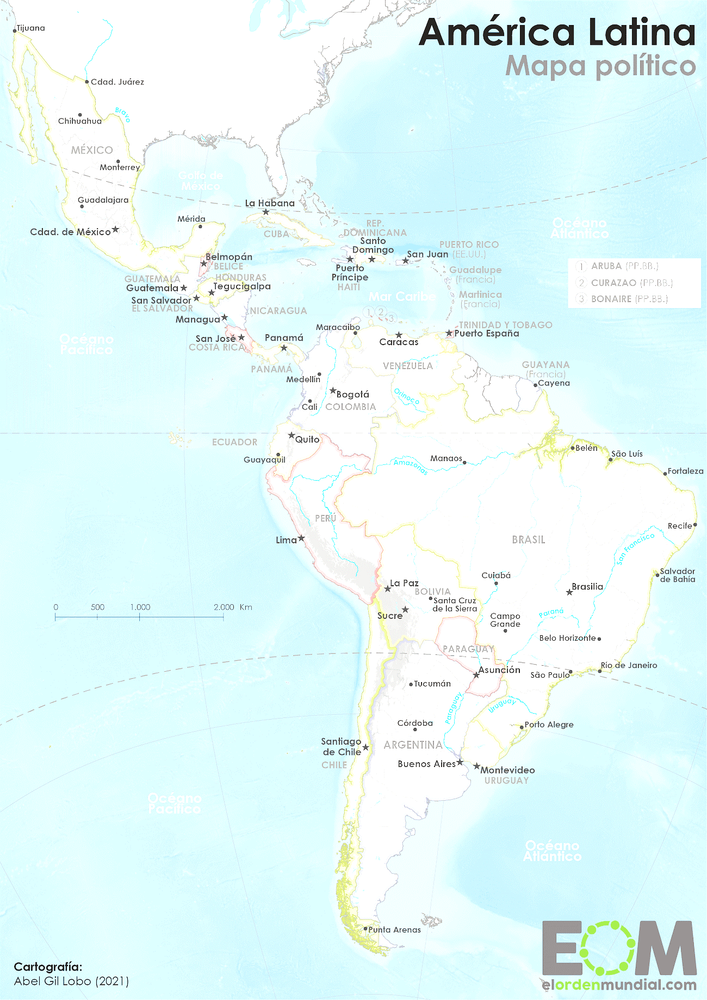 América Latina
Mapa político
Tijuana
Cdad. Juárez
Bravo
Chihuahua
MÉXICO
Monterrey
Golfo de
México
Guadalajara
La Habana
Mérida
Cdad. de México
CUBA
REP.
DOMINICANA
Santo
Domingo
Océano
Atlántico
PUERTO RICO
San Juan (EE.UU.)
Belmopán
BELICE
Puerto
Príncipe
HAITÍ
Guadalupe
(Francia)
1 ARUBA (PP.BB.)
2 CURAZAO (PP.BB.)
3 BONAIRE (PP.BB.)
GUATEMALA
Guatemala
HONDURAS
Tegucigalpa
San Salvador
EL SALVADOR
Mar Caribe
Martinica
(Francia)
NICARAGUA
Managua
1 2 3
Maracaibo
TRINIDAD Y TOBAGO
Puerto España
San José
COSTA RICA
Panamá
Caracas
Océano
Pacífico
PANAMÁ
VENEZUELA
GUAYANA
(Francia)
Cayena
Medellín
Bogotá
Orinoco
Cali
COLOMBIA
ECUADOR
Quito
Guayaquil
Amazonas
Manaos
Belén
São Luís
Fortaleza
PERÚ
Recife
Lima
BRASIL
San Francisco
Cuiabá
Salvador
de Bahía
La Paz
BOLIVIA
Brasilia
Santa Cruz
de la Sierra
0 500 1.000 2.000 Km
Sucre
Paraná
Campo
Grande
Belo Horizonte
PARAGUAY
Asunción
Río de Janeiro
São Paulo
Tucumán
Paraguay
Uruguay
Córdoba
Porto Alegre
Santiago
de Chile
ARGENTINA
CHILE
Buenos Aires
Montevideo
URUGUAY
Océano
Pacífico
Océano
Atlántico
Punta Arenas
EOM
elordenmundial.com
Cartografía:
Abel Gil Lobo (2021)